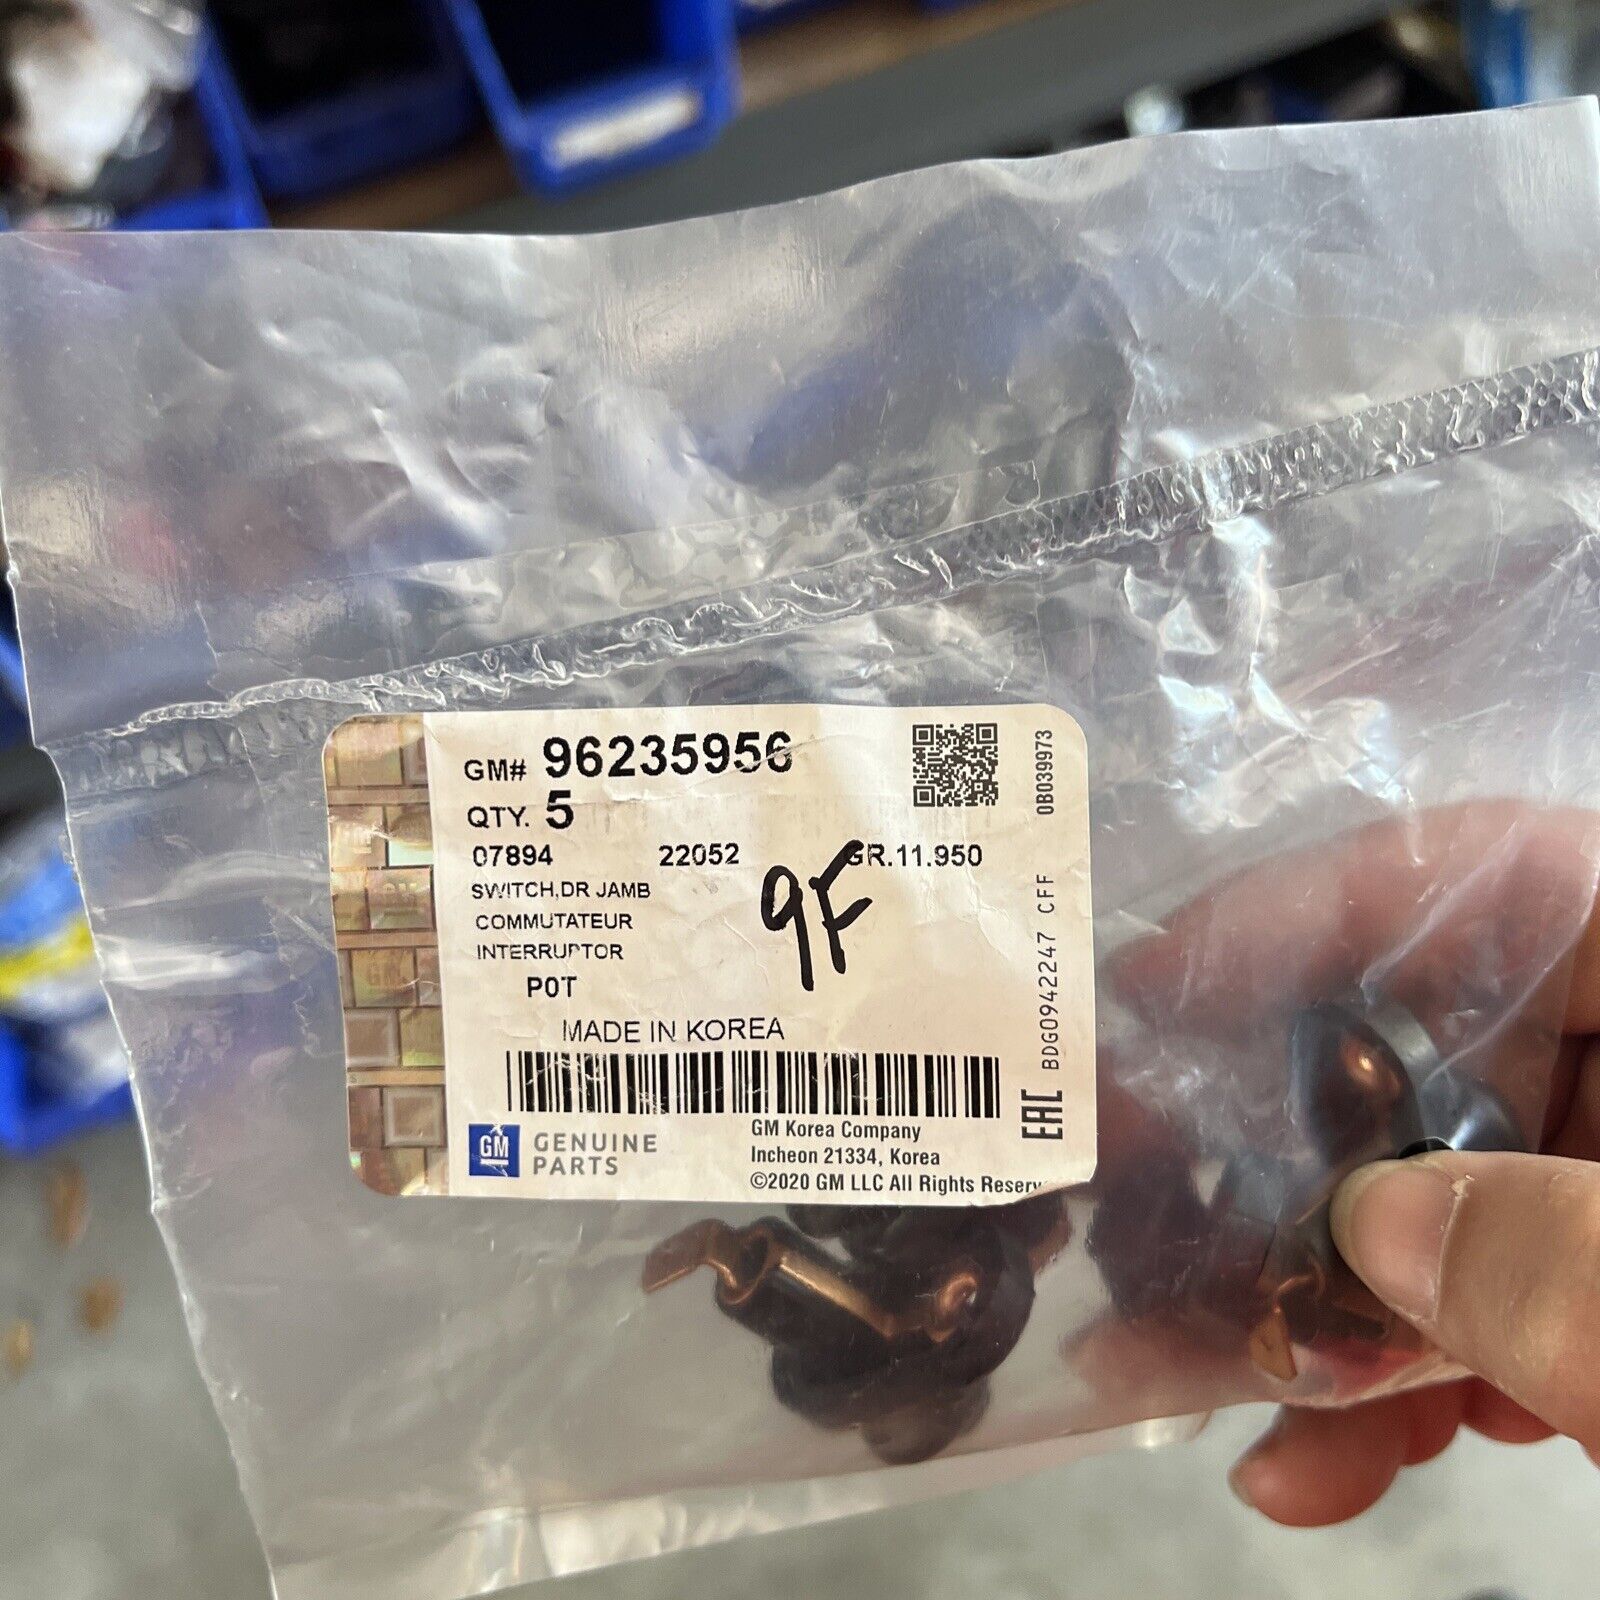 GM# 96235956
QTY. 5
07894 22052 GR.11.950
SWITCH,DR JAMB
COMMUTATEUR
INTERRUPTOR
9F
P0T
MADE IN KOREA
GM GENUINE PARTS
GM Korea Company
Incheon 21334, Korea
©2020 GM LLC All Rights Reserv
EAC BDG0942247 CFF 0B039973